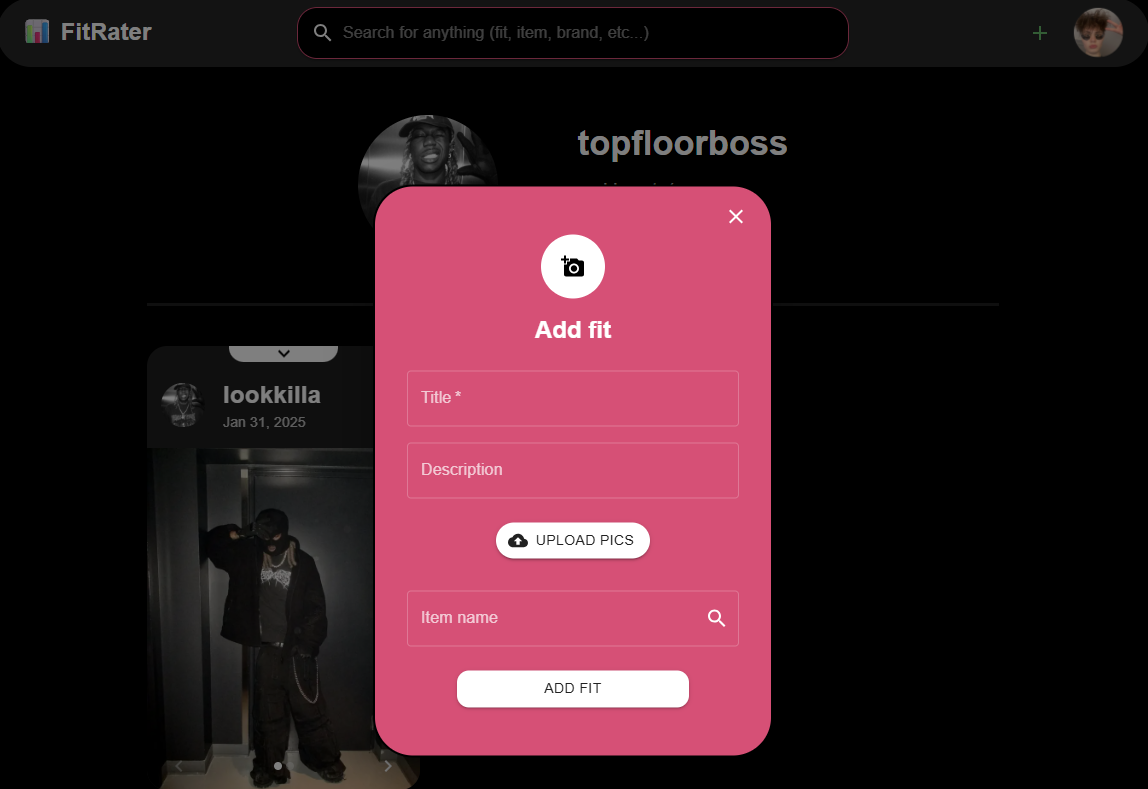 FitRater
Search for anything (fit, item, brand, etc...)
topfloorboss
Add fit
Title *
Description
UPLOAD PICS
Item name
ADD FIT
lookkilla
Jan 31, 2025